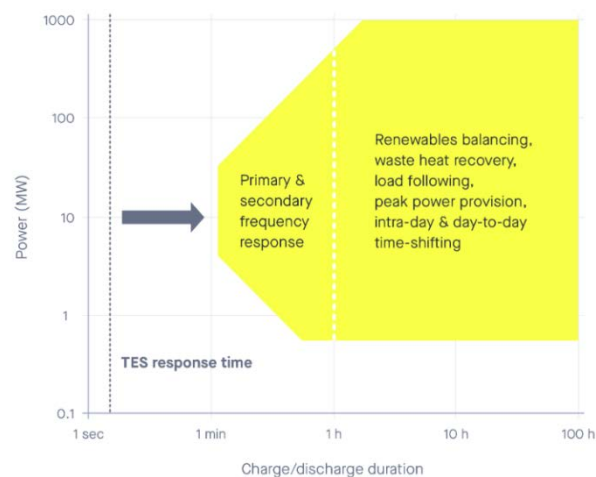 1000
100
10
1
0.1
Power (MW)
Primary &
secondary
frequency
response
Renewables balancing,
waste heat recovery,
load following,
peak power provision,
intra-day & day-to-day
time-shifting
TES response time
1 sec
1 min
1 h
10 h
100 h
Charge/discharge duration